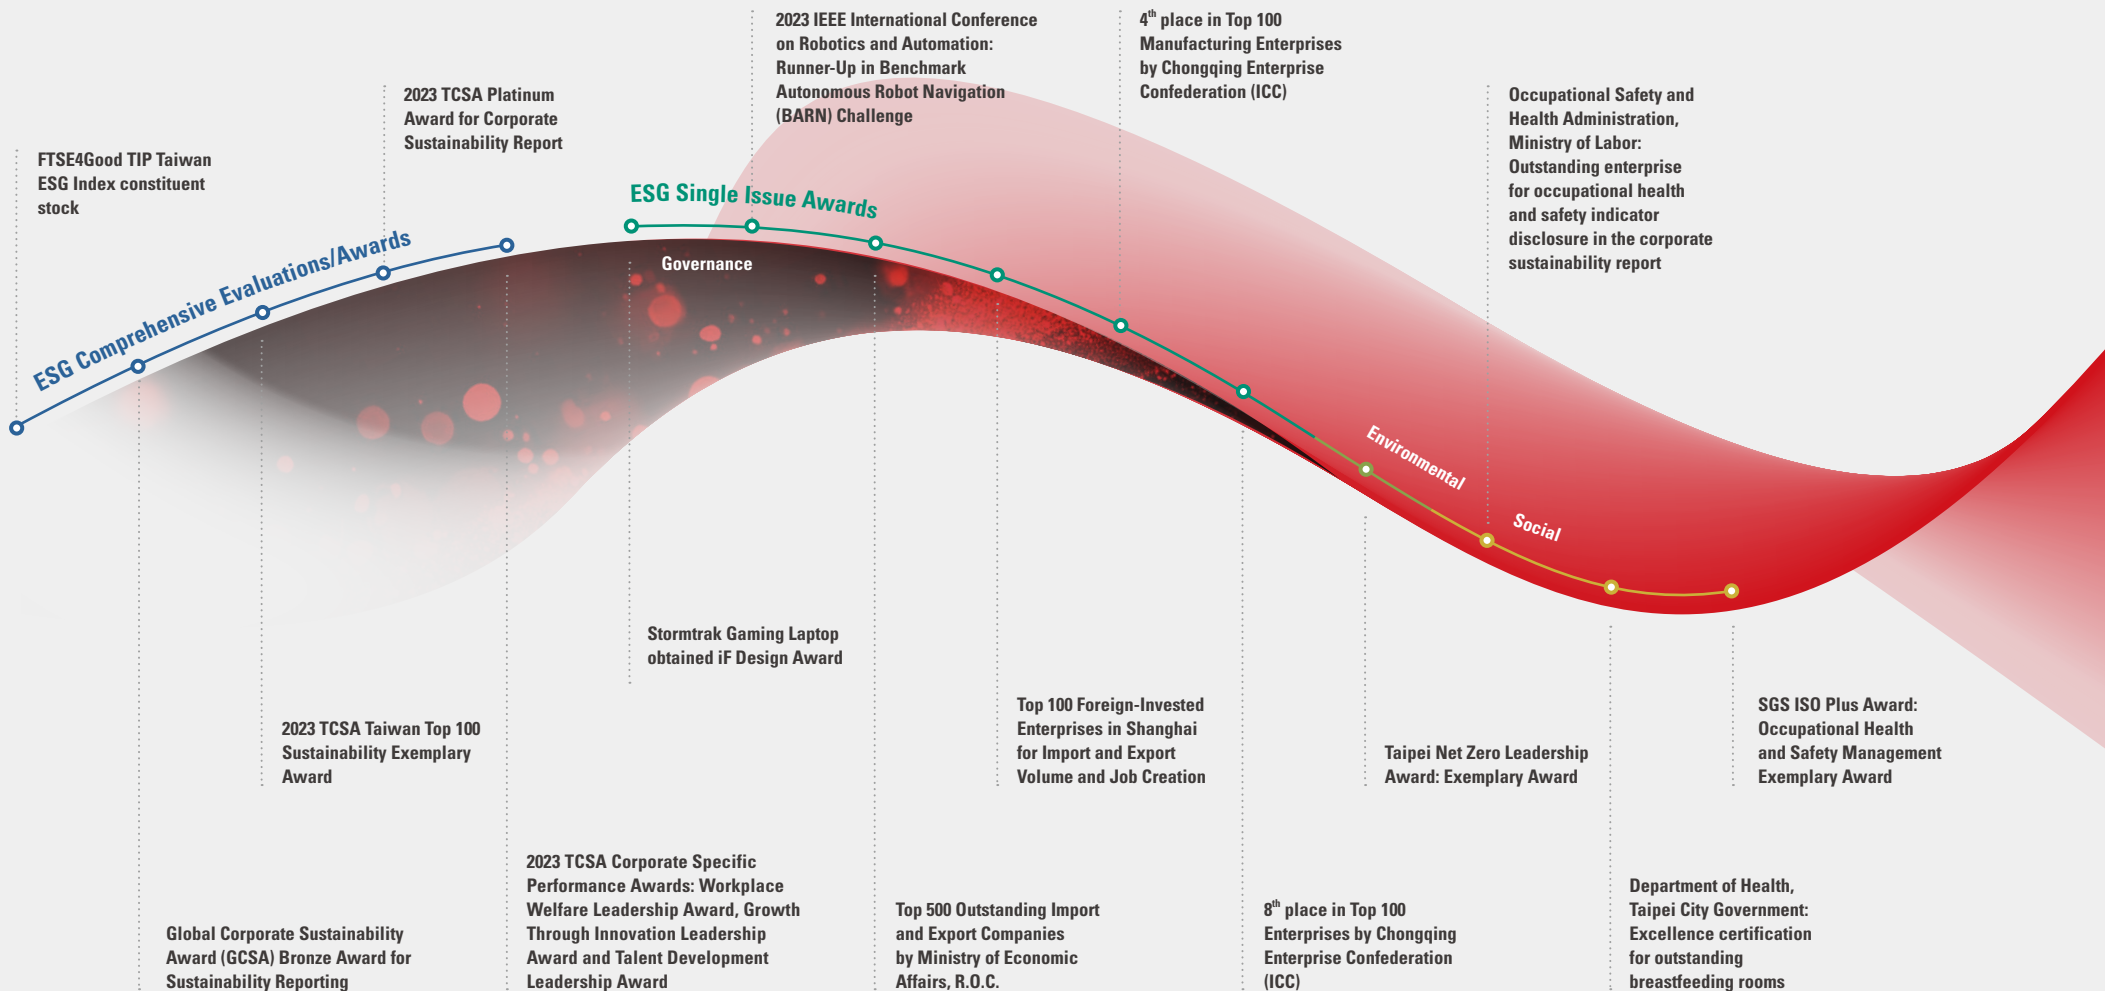 FTSE4Good TIP Taiwan
ESG Index constituent
stock
2023 TCSA Platinum
Award for Corporate
Sustainability Report
2023 IEEE International Conference
on Robotics and Automation:
Runner-Up in Benchmark
Autonomous Robot Navigation
(BARN) Challenge
4th place in Top 100
Manufacturing Enterprises
by Chongqing Enterprise
Confederation (ICC)
Occupational Safety and
Health Administration,
Ministry of Labor:
Outstanding enterprise
for occupational health
and safety indicator
disclosure in the corporate
sustainability report
ESG Comprehensive Evaluations/Awards
ESG Single Issue Awards
Governance
Environmental
Social
Global Corporate Sustainability
Award (GCSA) Bronze Award for
Sustainability Reporting
2023 TCSA Taiwan Top 100
Sustainability Exemplary
Award
2023 TCSA Corporate Specific
Performance Awards: Workplace
Welfare Leadership Award, Growth
Through Innovation Leadership
Award and Talent Development
Leadership Award
Stormtrak Gaming Laptop
obtained iF Design Award
Top 500 Outstanding Import
and Export Companies
by Ministry of Economic
Affairs, R.O.C.
Top 100 Foreign-Invested
Enterprises in Shanghai
for Import and Export
Volume and Job Creation
8th place in Top 100
Enterprises by Chongqing
Enterprise Confederation
(ICC)
Taipei Net Zero Leadership
Award: Exemplary Award
Department of Health,
Taipei City Government:
Excellence certification
for outstanding
breastfeeding rooms
SGS ISO Plus Award:
Occupational Health
and Safety Management
Exemplary Award